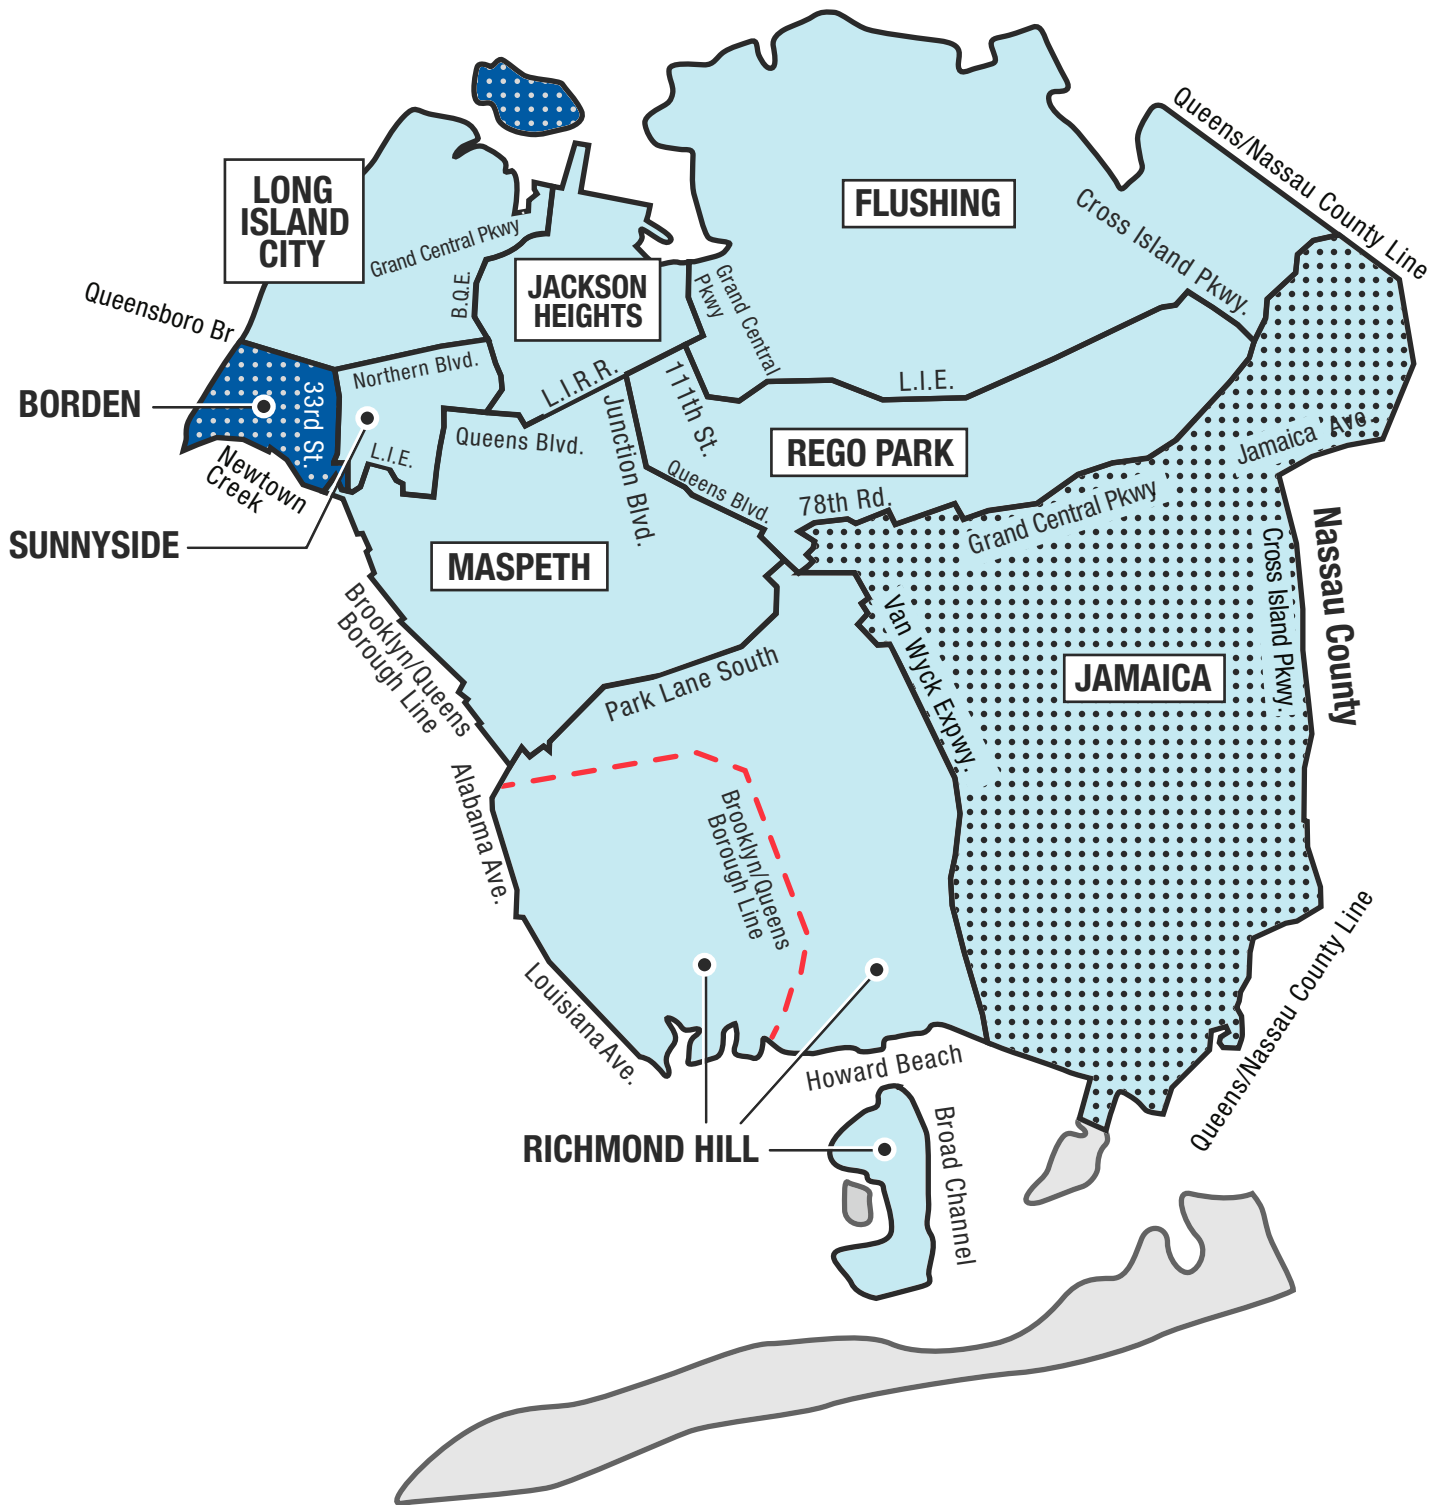 Queens/Nassau County Line
LONG
ISLAND
CITY
FLUSHING
Cross Island Pkwy.
Grand Central Pkwy
B.Q.E.
JACKSON
HEIGHTS
Grand Central
Pkwy
Queensboro Br
Northern Blvd.
L.I.R.R.
111th St.
L.I.E.
BORDEN
33rd St.
Junction Blvd.
Jamaica Ave
Queens Blvd.
L.I.E.
REGO PARK
Newtown
Creek
Queens Blvd.
78th Rd.
Grand Central Pkwy
SUNNYSIDE
MASPETH
Nassau County
Cross Island Pkwy.
Brooklyn/Queens
Borough Line
Van Wyck Expwy.
Park Lane South
JAMAICA
Alabama Ave.
Brooklyn/Queens
Borough Line
Louisiana Ave.
Queens/Nassau County Line
Howard Beach
RICHMOND HILL
Broad Channel